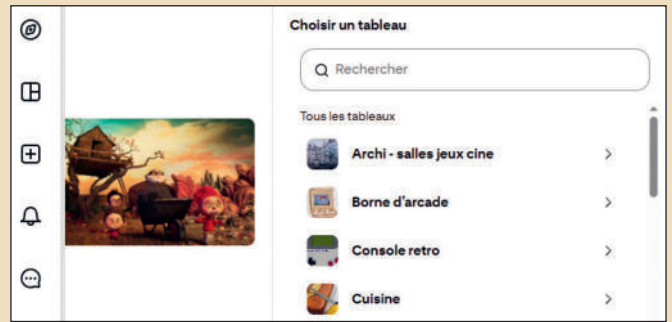 Choisir un tableau
Rechercher
Tous les tableaux
Archi - salles jeux cine
Borne d'arcade
Console retro
Cuisine